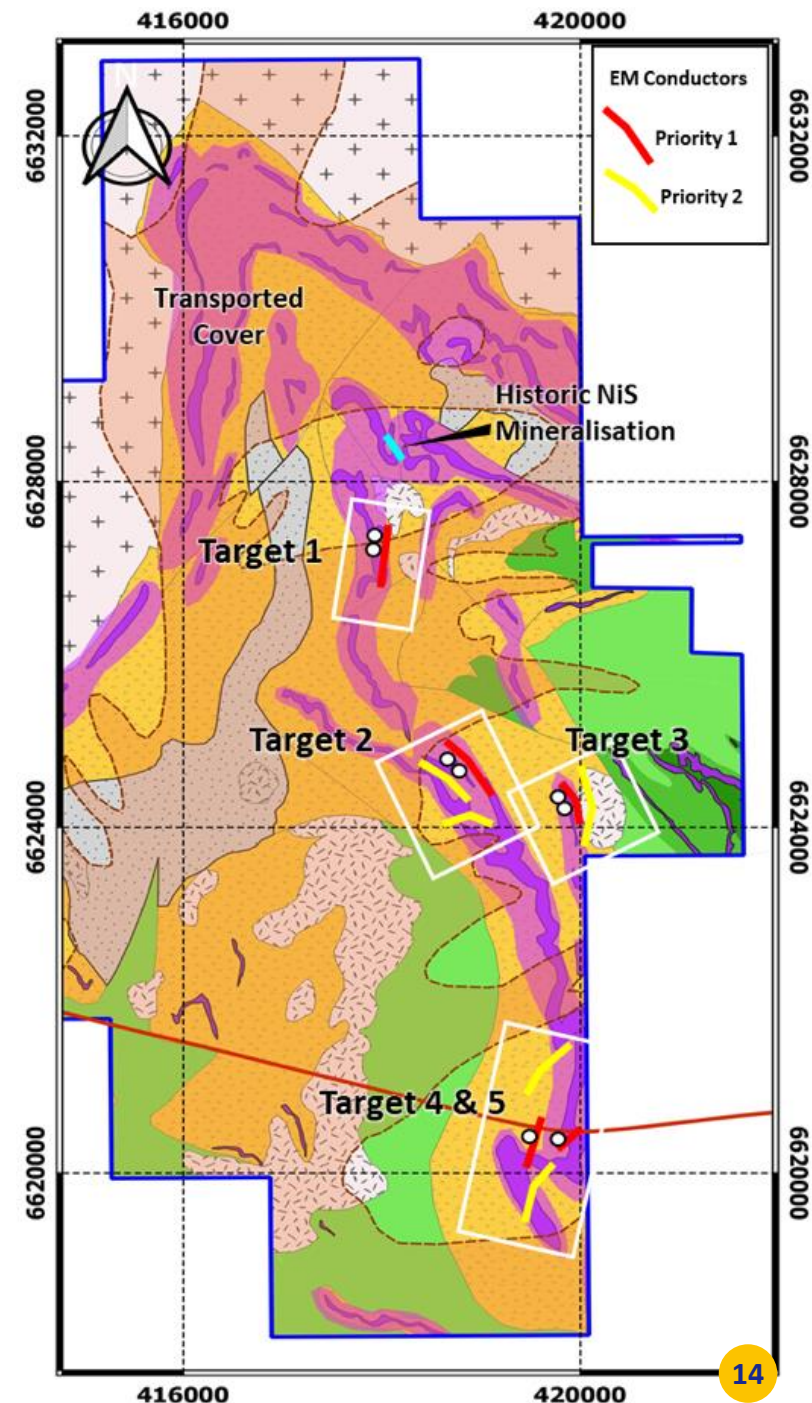 416000
420000
N
EM Conductors
Priority 1
Priority 2
6632000
6632000
Transported
Cover
Historic NiS
Mineralisation
6628000
6628000
Target 1
Target 2
Target 3
6624000
6624000
Target 4 & 5
6620000
6620000
14
416000
420000